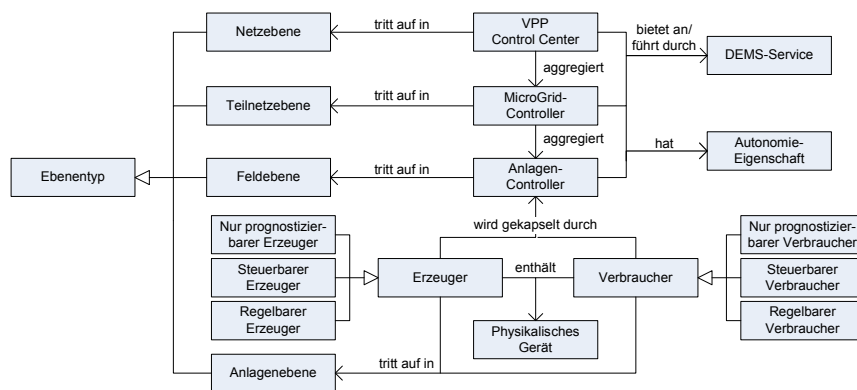 Netzebene
tritt auf in
VPP
Control Center
bietet an/
führt durch
DEMS-Service
aggregiert
Teilnetzebene
tritt auf in
MicroGrid-
Controller
aggregiert
hat
Autonomie-
Eigenschaft
Ebenentyp
Feldebene
tritt auf in
Anlagen-
Controller
wird gekapselt durch
Nur prognostizier-
barer Erzeuger
Nur prognostizier-
barer Verbraucher
Steuerbarer
Erzeuger
Erzeuger
enthält
Verbraucher
Steuerbarer
Verbraucher
Regelbarer
Erzeuger
Physikalisches
Gerät
Regelbarer
Verbraucher
Anlagenebene
tritt auf in